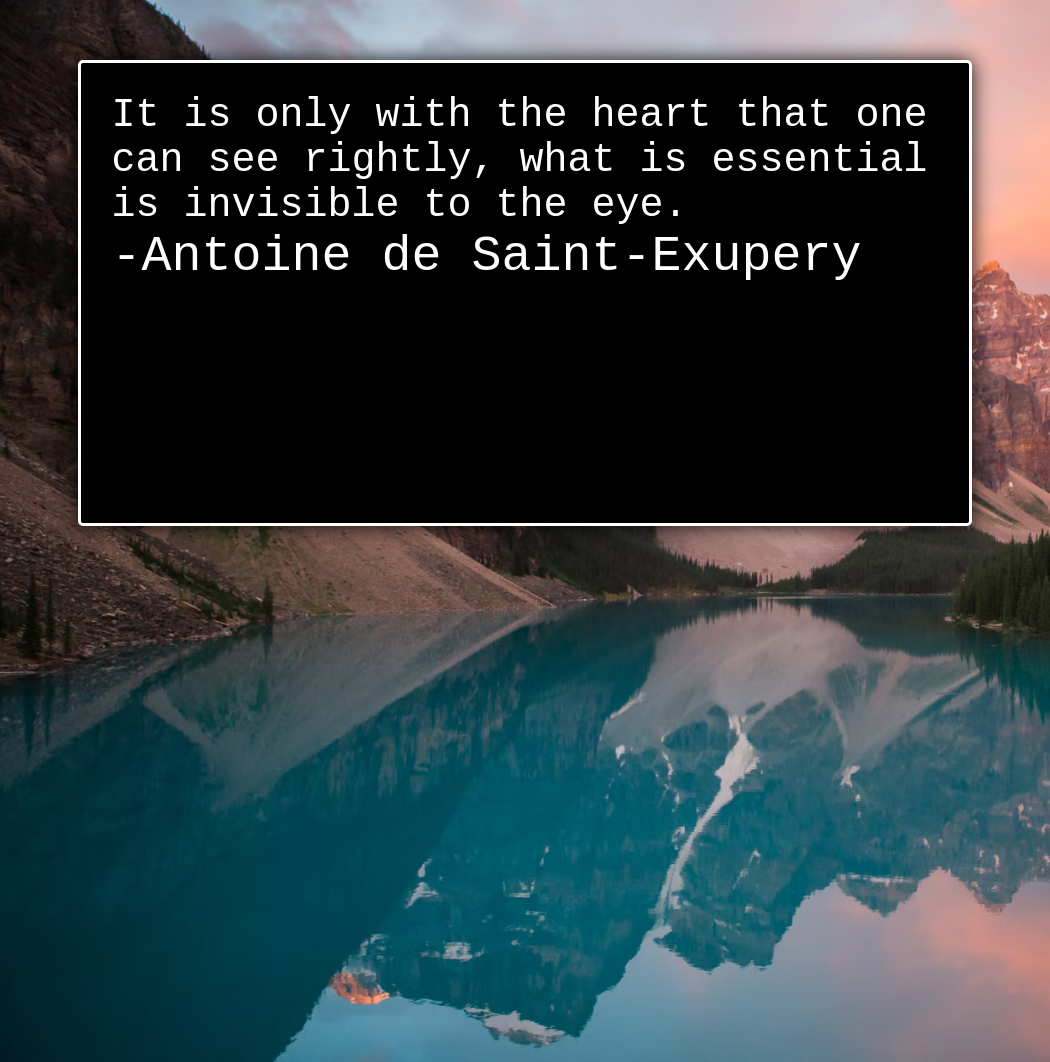 It is only with the heart that one
can see rightly, what is essential
is invisible to the eye.
-Antoine de Saint-Exupery